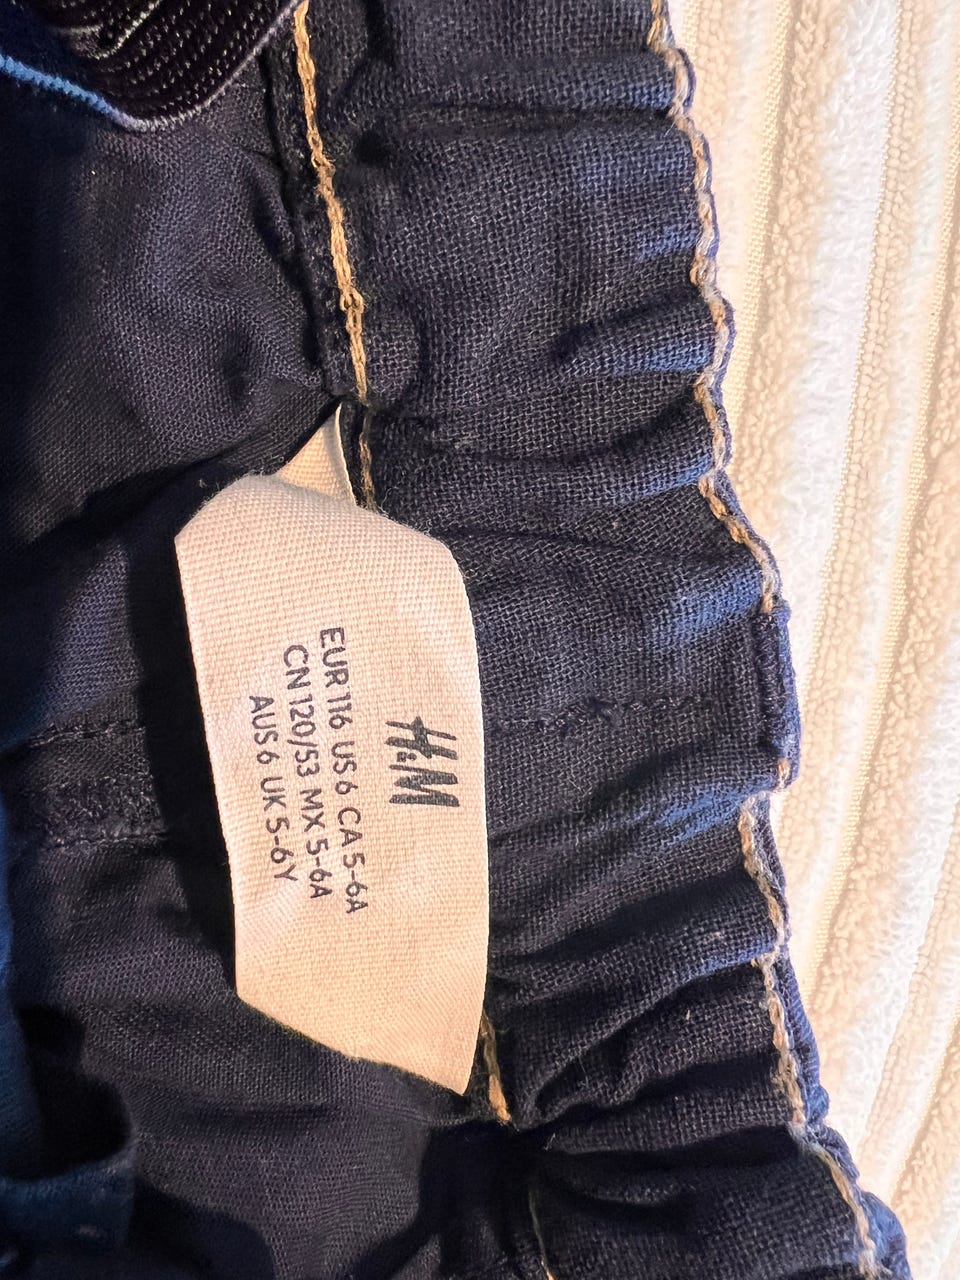 H&M
EUR 116 US 6 CA 5-6A
CN 120/53 MX 5-6A
AUS 6 UK 5-6Y